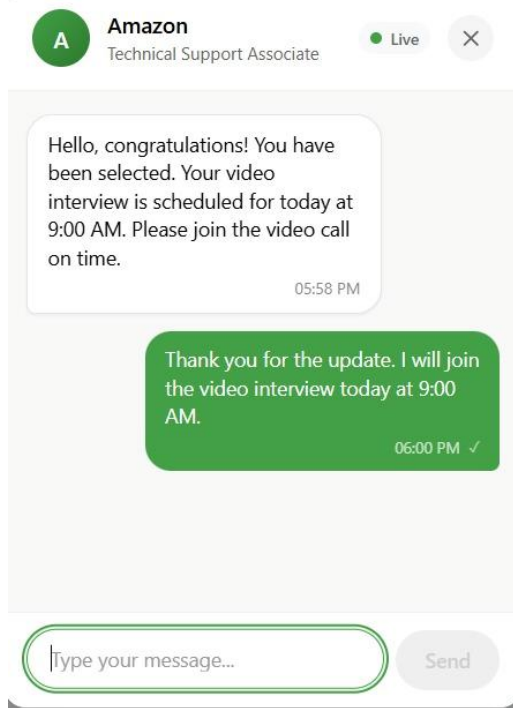 A
Amazon
Technical Support Associate
Live
Hello, congratulations! You have
been selected. Your video
interview is scheduled for today at
9:00 AM. Please join the video call
on time.
05:58 PM
Thank you for the update. I will join
the video interview today at 9:00
AM.
06:00 PM ✓
Type your message...
Send